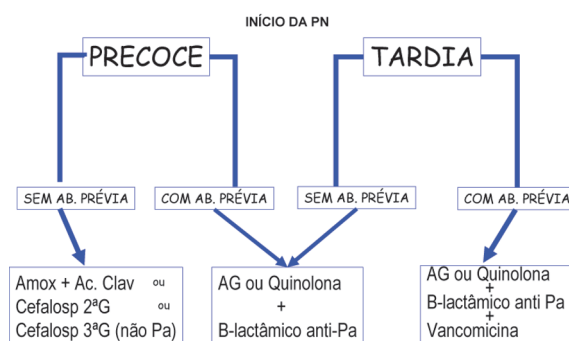 INÍCIO DA PN
PRECOCE
TARDIA
SEM AB. PRÉVIA
COM AB. PRÉVIA
SEM AB. PRÉVIA
COM AB. PRÉVIA
Amox + Ac. Clav ou
Cefalosp 2ªG ou
Cefalosp 3ªG (não Pa)
AG ou Quinolona
+
B-lactâmico anti-Pa
AG ou Quinolona
+
B-lactâmico anti Pa
+
Vancomicina